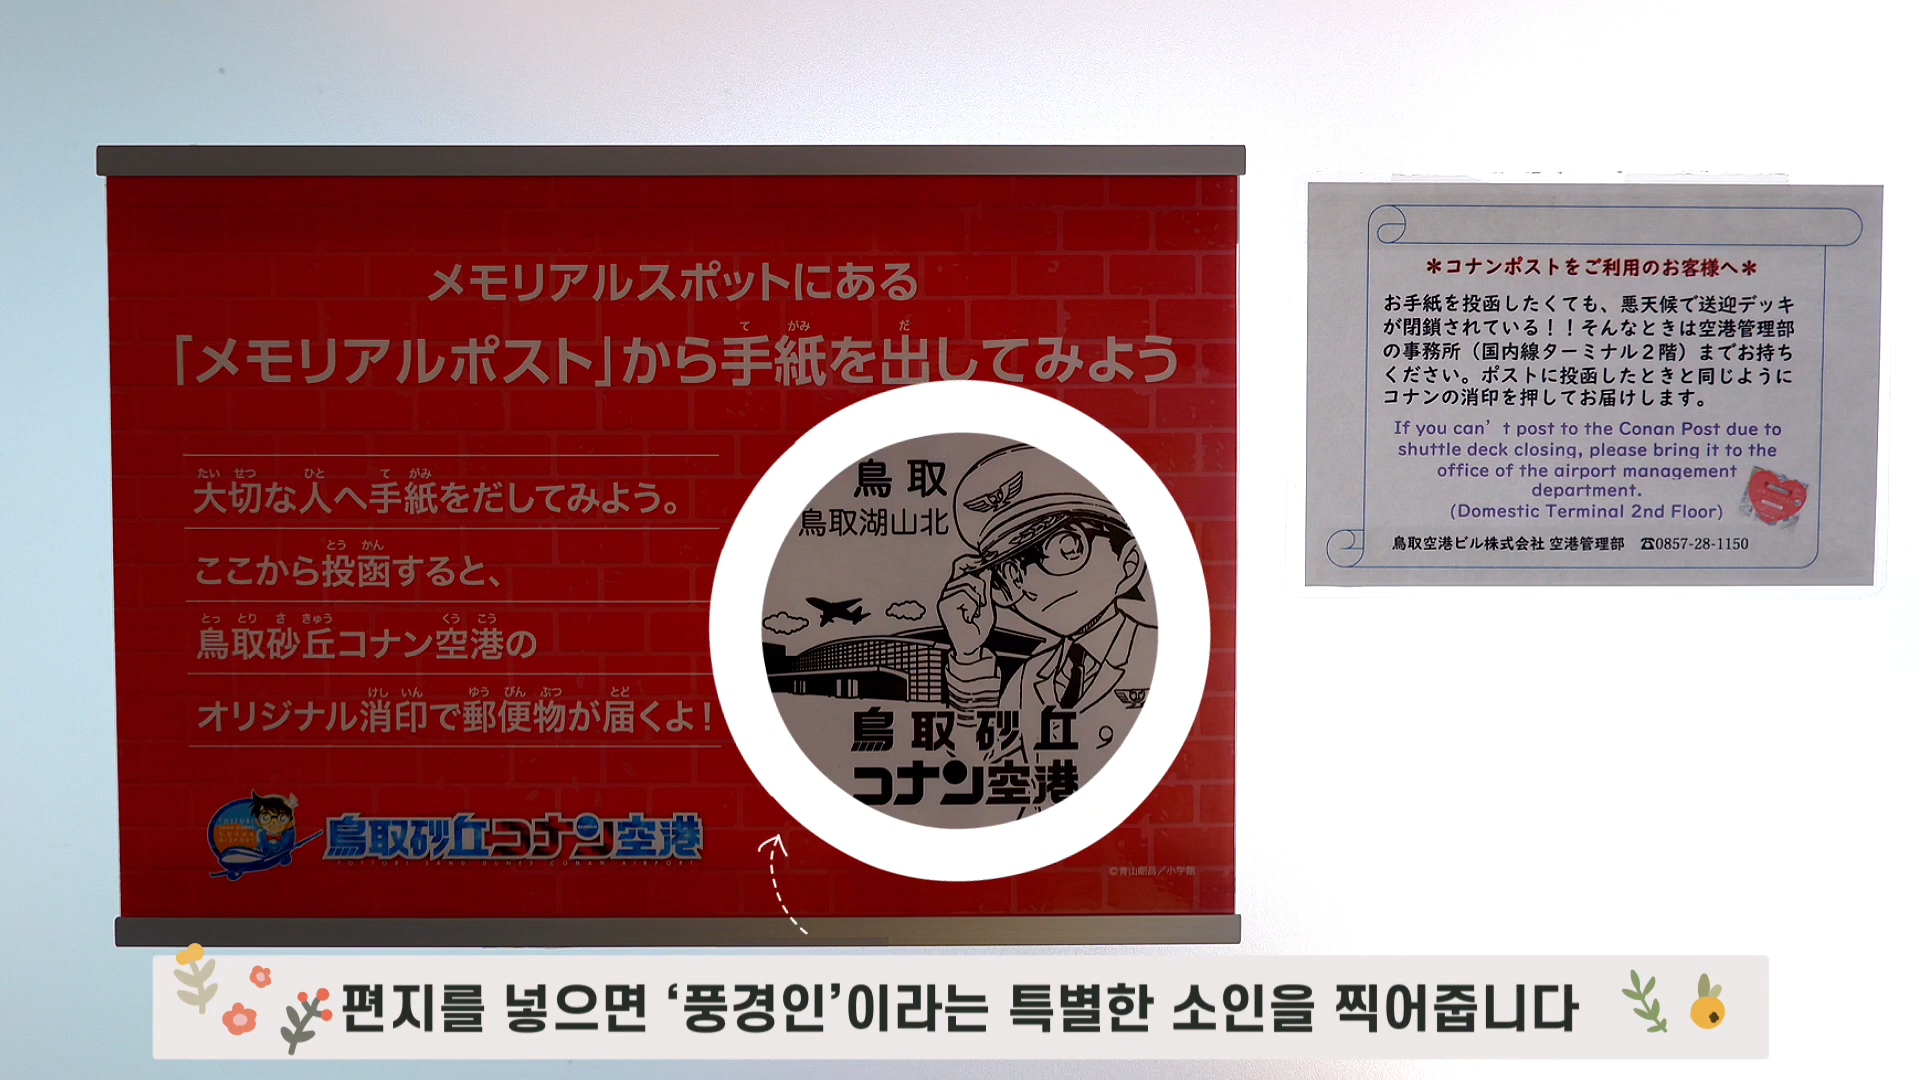 メモリアルスポットにある
「メモリアルポスト」から手紙を出してみよう
大切な人へ手紙をだしてみよう。
ここから投函すると、
鳥取砂丘コナン空港の
オリジナル消印で郵便物が届くよ!
鳥取砂丘コナン空港
TOTTORI SAND DUNES CONAN AIRPORT
©青山剛昌/小学館
鳥取
鳥取湖山北
鳥取砂丘
コナン空港
*コナンポストをご利用のお客様へ*
お手紙を投函したくても、悪天候で送迎デッキ
が閉鎖されている!!そんなときは空港管理部
の事務所(国内線ターミナル2階)までお持ち
ください。ポストに投函したときと同じように
コナンの消印を押してお届けします。
If you can't post to the Conan Post due to
shuttle deck closing, please bring it to the
office of the airport management
department.
(Domestic Terminal 2nd Floor)
鳥取空港ビル株式会社 空港管理部 ☎0857-28-1150
편지를 넣으면 ‘풍경인’이라는 특별한 소인을 찍어줍니다